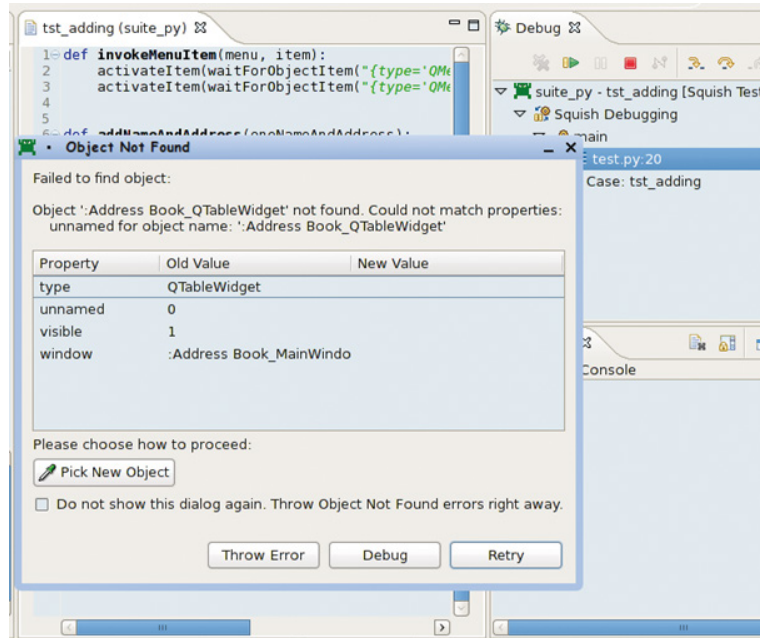 tst_adding (suite_py)
1 def invokeMenuItem(menu, item):
2 activateItem(waitForObjectItem("{type='QMe
3 activateItem(waitForObjectItem("{type='QMe
4
5
6 def addNameAndAddress(oneNameAndAddress):
Debug
suite_py - tst_adding [Squish Test
Squish Debugging
main
test.py:20
Case: tst_adding
Console
Object Not Found
Failed to find object:
Object ':Address Book_QTableWidget' not found. Could not match properties:
unnamed for object name: ':Address Book_QTableWidget'
Property Old Value New Value
type QTableWidget
unnamed 0
visible 1
window :Address Book_MainWindo
Please choose how to proceed:
Pick New Object
Do not show this dialog again. Throw Object Not Found errors right away.
Throw Error Debug Retry